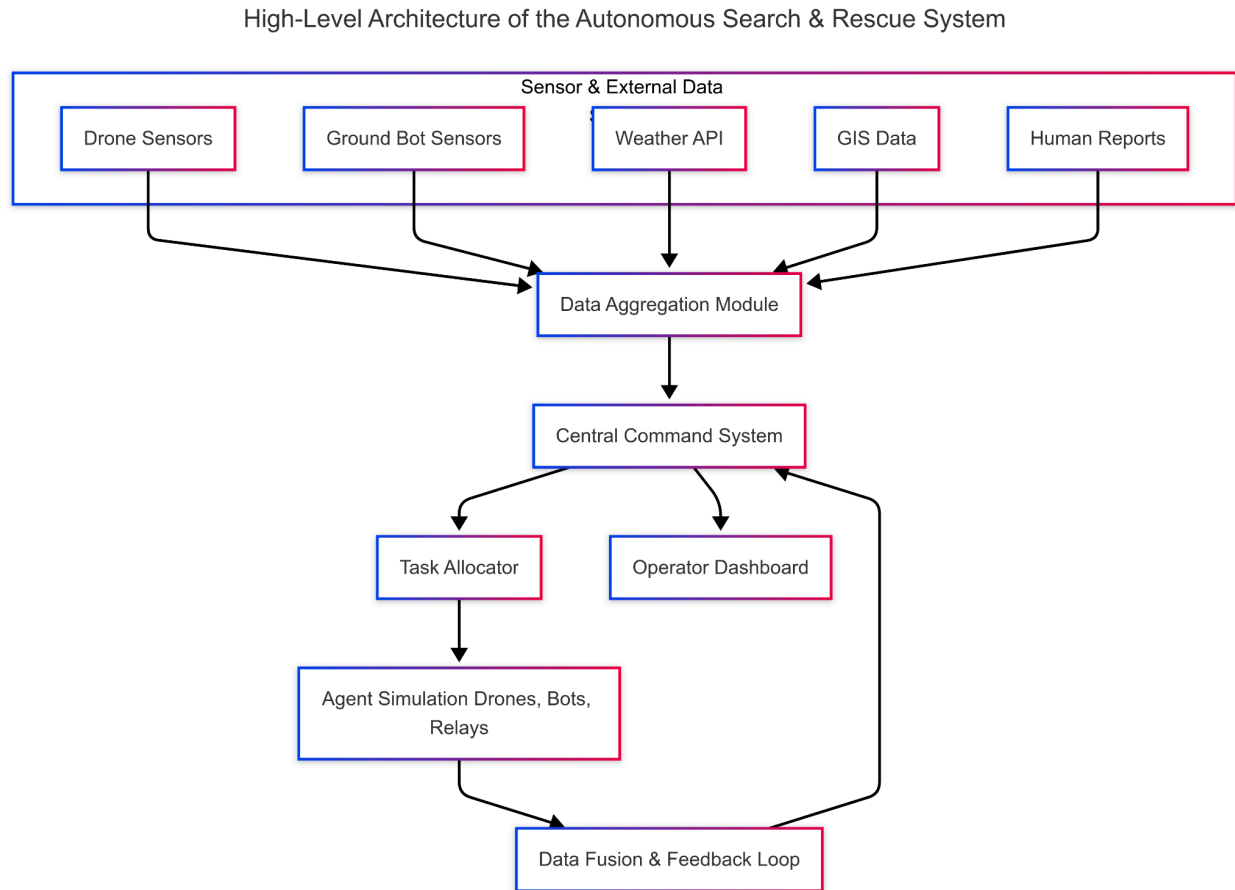 High-Level Architecture of the Autonomous Search & Rescue System
Sensor & External Data
Drone Sensors
Ground Bot Sensors
Weather API
GIS Data
Human Reports
Data Aggregation Module
Central Command System
Task Allocator
Operator Dashboard
Agent Simulation Drones, Bots,
Relays
Data Fusion & Feedback Loop